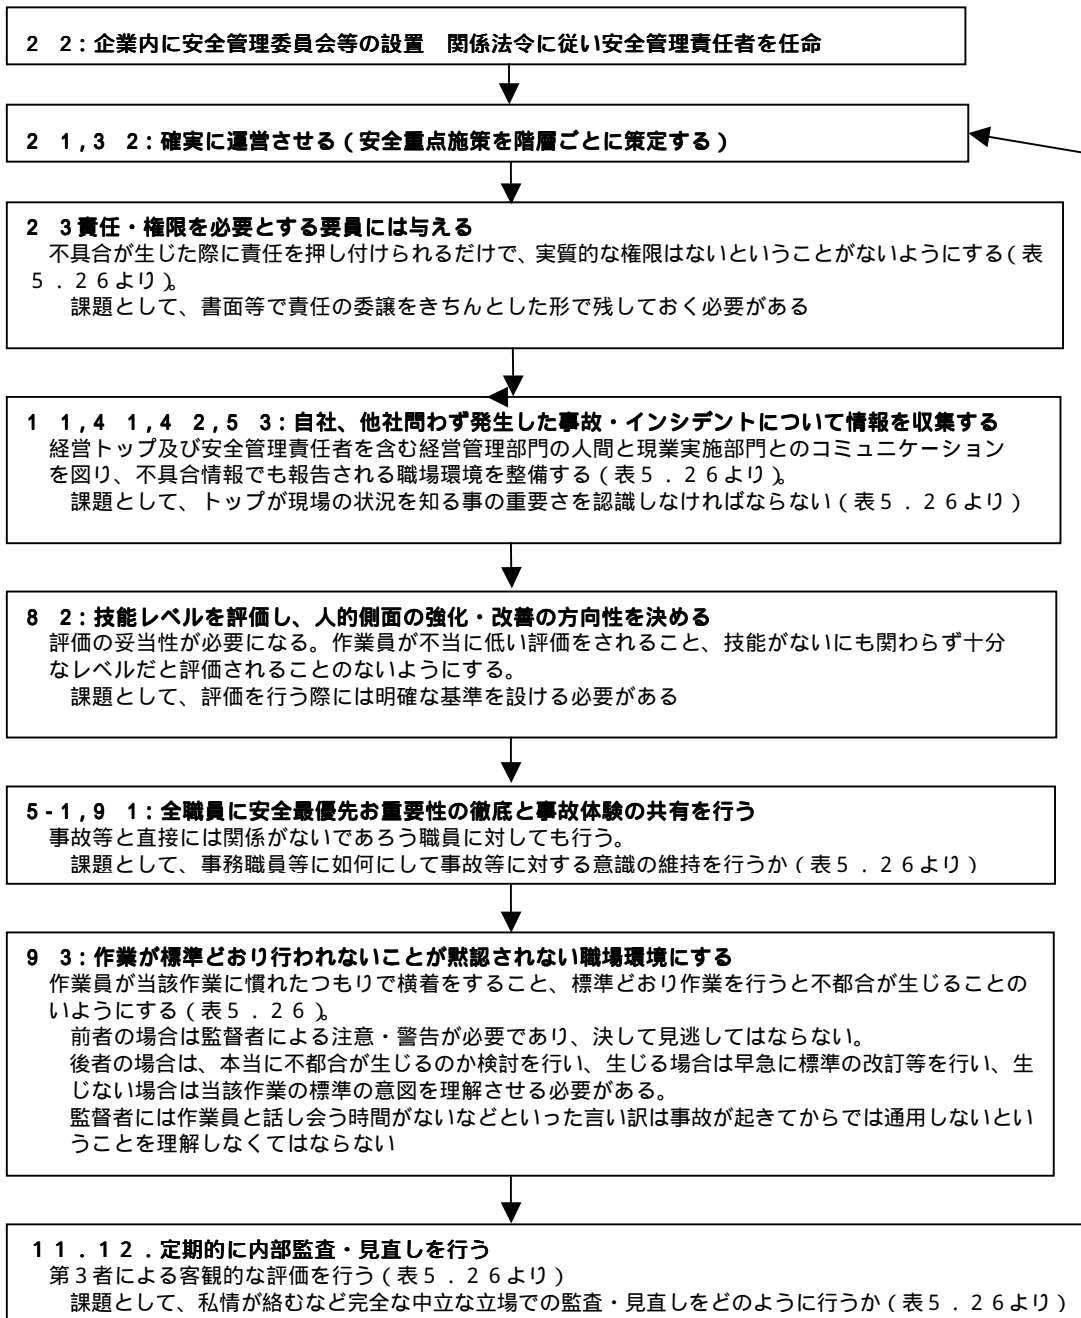 2　2：企業内に安全管理委員会等の設置　関係法令に従い安全管理責任者を任命
2　1，3　2：確実に運営させる（安全重点施策を階層ごとに策定する）
2　3責任・権限を必要とする要員には与える
不具合が生じた際に責任を押し付けられるだけで、実質的な権限はないということがないようにする（表
5．26より）。
課題として、書面等で責任の委譲をきちんとした形で残しておく必要がある
1　1，4　1，4　2，5　3：自社、他社問わず発生した事故・インシデントについて情報を収集する
経営トップ及び安全管理責任者を含む経営管理部門の人間と現業実施部門とのコミュニケーション
を図り、不具合情報でも報告される職場環境を整備する（表5．26より）。
課題として、トップが現場の状況を知る事の重要さを認識しなければならない（表5．26より）
8　2：技能レベルを評価し、人的側面の強化・改善の方向性を決める
評価の妥当性が必要になる。作業員が不当に低い評価をされること、技能がないにも関わらず十分
なレベルだと評価されることのないようにする。
課題として、評価を行う際には明確な基準を設ける必要がある
5-1，9　1：全職員に安全最優先お重要性の徹底と事故体験の共有を行う
事故等と直接には関係がないであろう職員に対しても行う。
課題として、事務職員等に如何にして事故等に対する意識の維持を行うか（表5．26より）
9　3：作業が標準どおり行われないことが黙認されない職場環境にする
作業員が当該作業に慣れたつもりで横着をすること、標準どおり作業を行うと不都合が生じることの
いようにする（表5．26）。
前者の場合は監督者による注意・警告が必要であり、決して見逃してはならない。
後者の場合は、本当に不都合が生じるのか検討を行い、生じる場合は早急に標準の改訂等を行い、生
じない場合は当該作業の標準の意図を理解させる必要がある。
監督者には作業員と話し会う時間がないなどといった言い訳は事故が起きてからでは通用しないとい
うことを理解しなくてはならない
11．12．定期的に内部監査・見直しを行う
第3者による客観的な評価を行う（表5．26より）
課題として、私情が絡むなど完全な中立な立場での監査・見直しをどのように行うか（表5．26より）